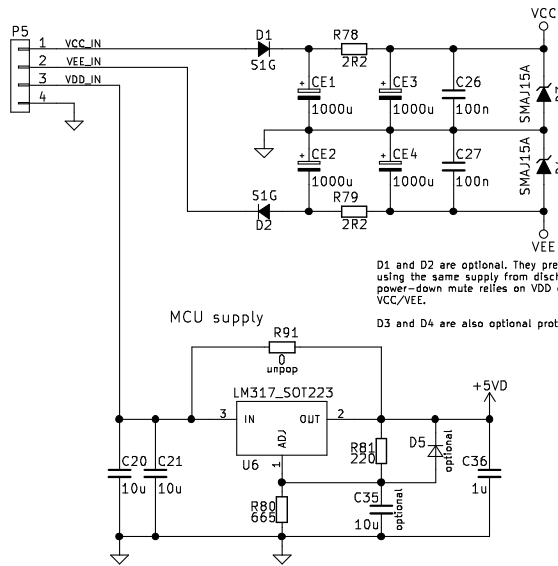 VCC
P5
D1
R78
1
VCC_IN
S1G
2R2
2
VEE_IN
3
VDD_IN
4
+
CE1
1000u
+
CE3
1000u
C26
100n
SMAJ15A
+
CE2
1000u
+
CE4
1000u
C27
100n
SMAJ15A
S1G
D2
R79
2R2
VEE
D1 and D2 are optional. They pre
using the same supply from disch
power-down mute relies on VDD
VCC/VEE.
D3 and D4 are also optional prot
MCU supply
R91
0
unpop
LM317_SOT223
+5VD
3
IN
OUT
2
ADJ
1
U6
R81
220
D5
optional
C20
10u
C21
10u
C36
1u
R80
665
C35
10u
optional